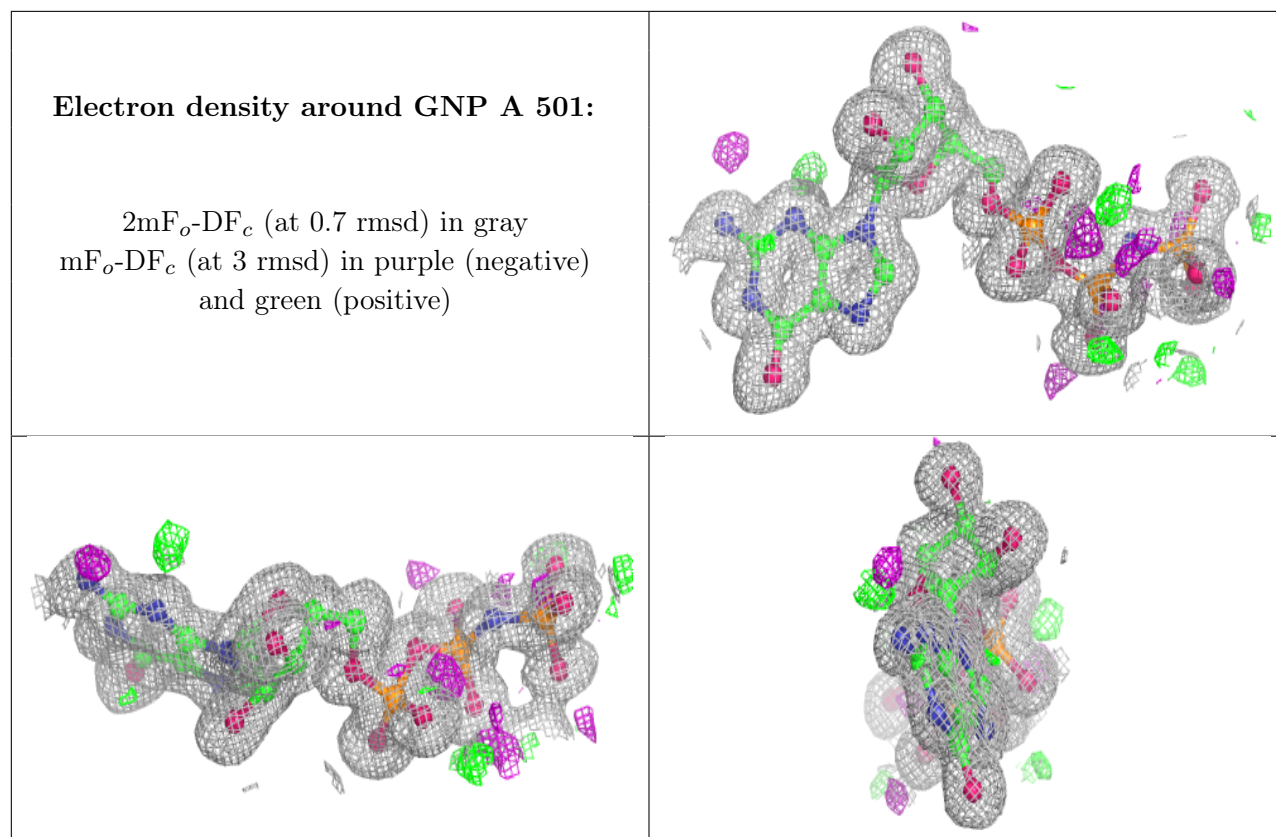 Electron density around GNP A 501:
2mFₒ-DF𝒸 (at 0.7 rmsd) in gray
mFₒ-DF𝒸 (at 3 rmsd) in purple (negative)
and green (positive)